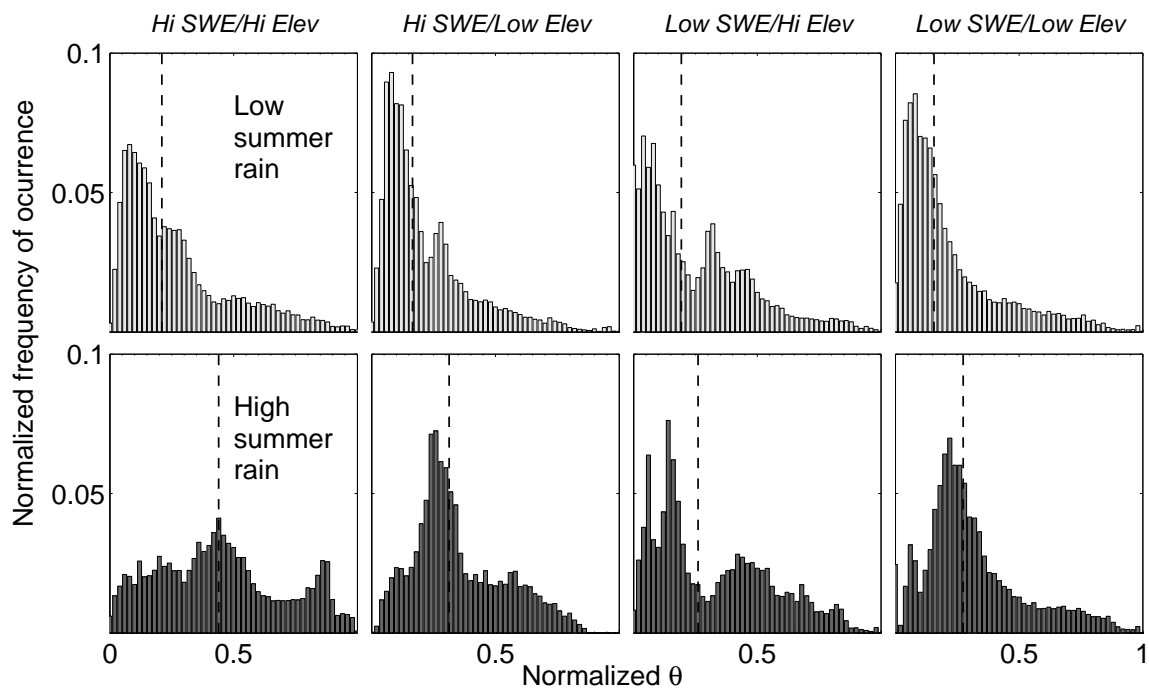 Hi SWE/Hi Elev
Hi SWE/Low Elev
Low SWE/Hi Elev
Low SWE/Low Elev
Normalized frequency of ocurrence
0.1
0.05
Low
summer
rain
0.1
0.05
High
summer
rain
0
0.5
0.5
0.5
0.5
1
Normalized θ